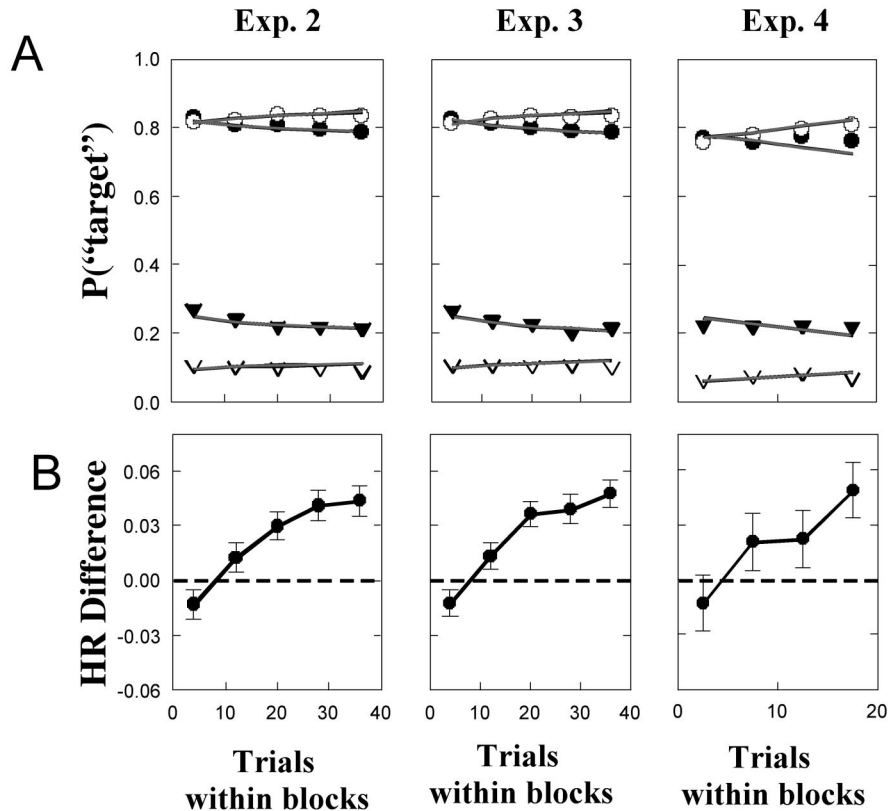 Exp. 2 Exp. 3 Exp. 4
A
P(“target”)
1.0
0.8
0.6
0.4
0.2
0.0
B
HR Difference
0.06
0.03
0.00
-0.03
-0.06
0 10 20 30 40 0 10 20 30 40 0 10 20
Trials Trials Trials
within blocks within blocks within blocks